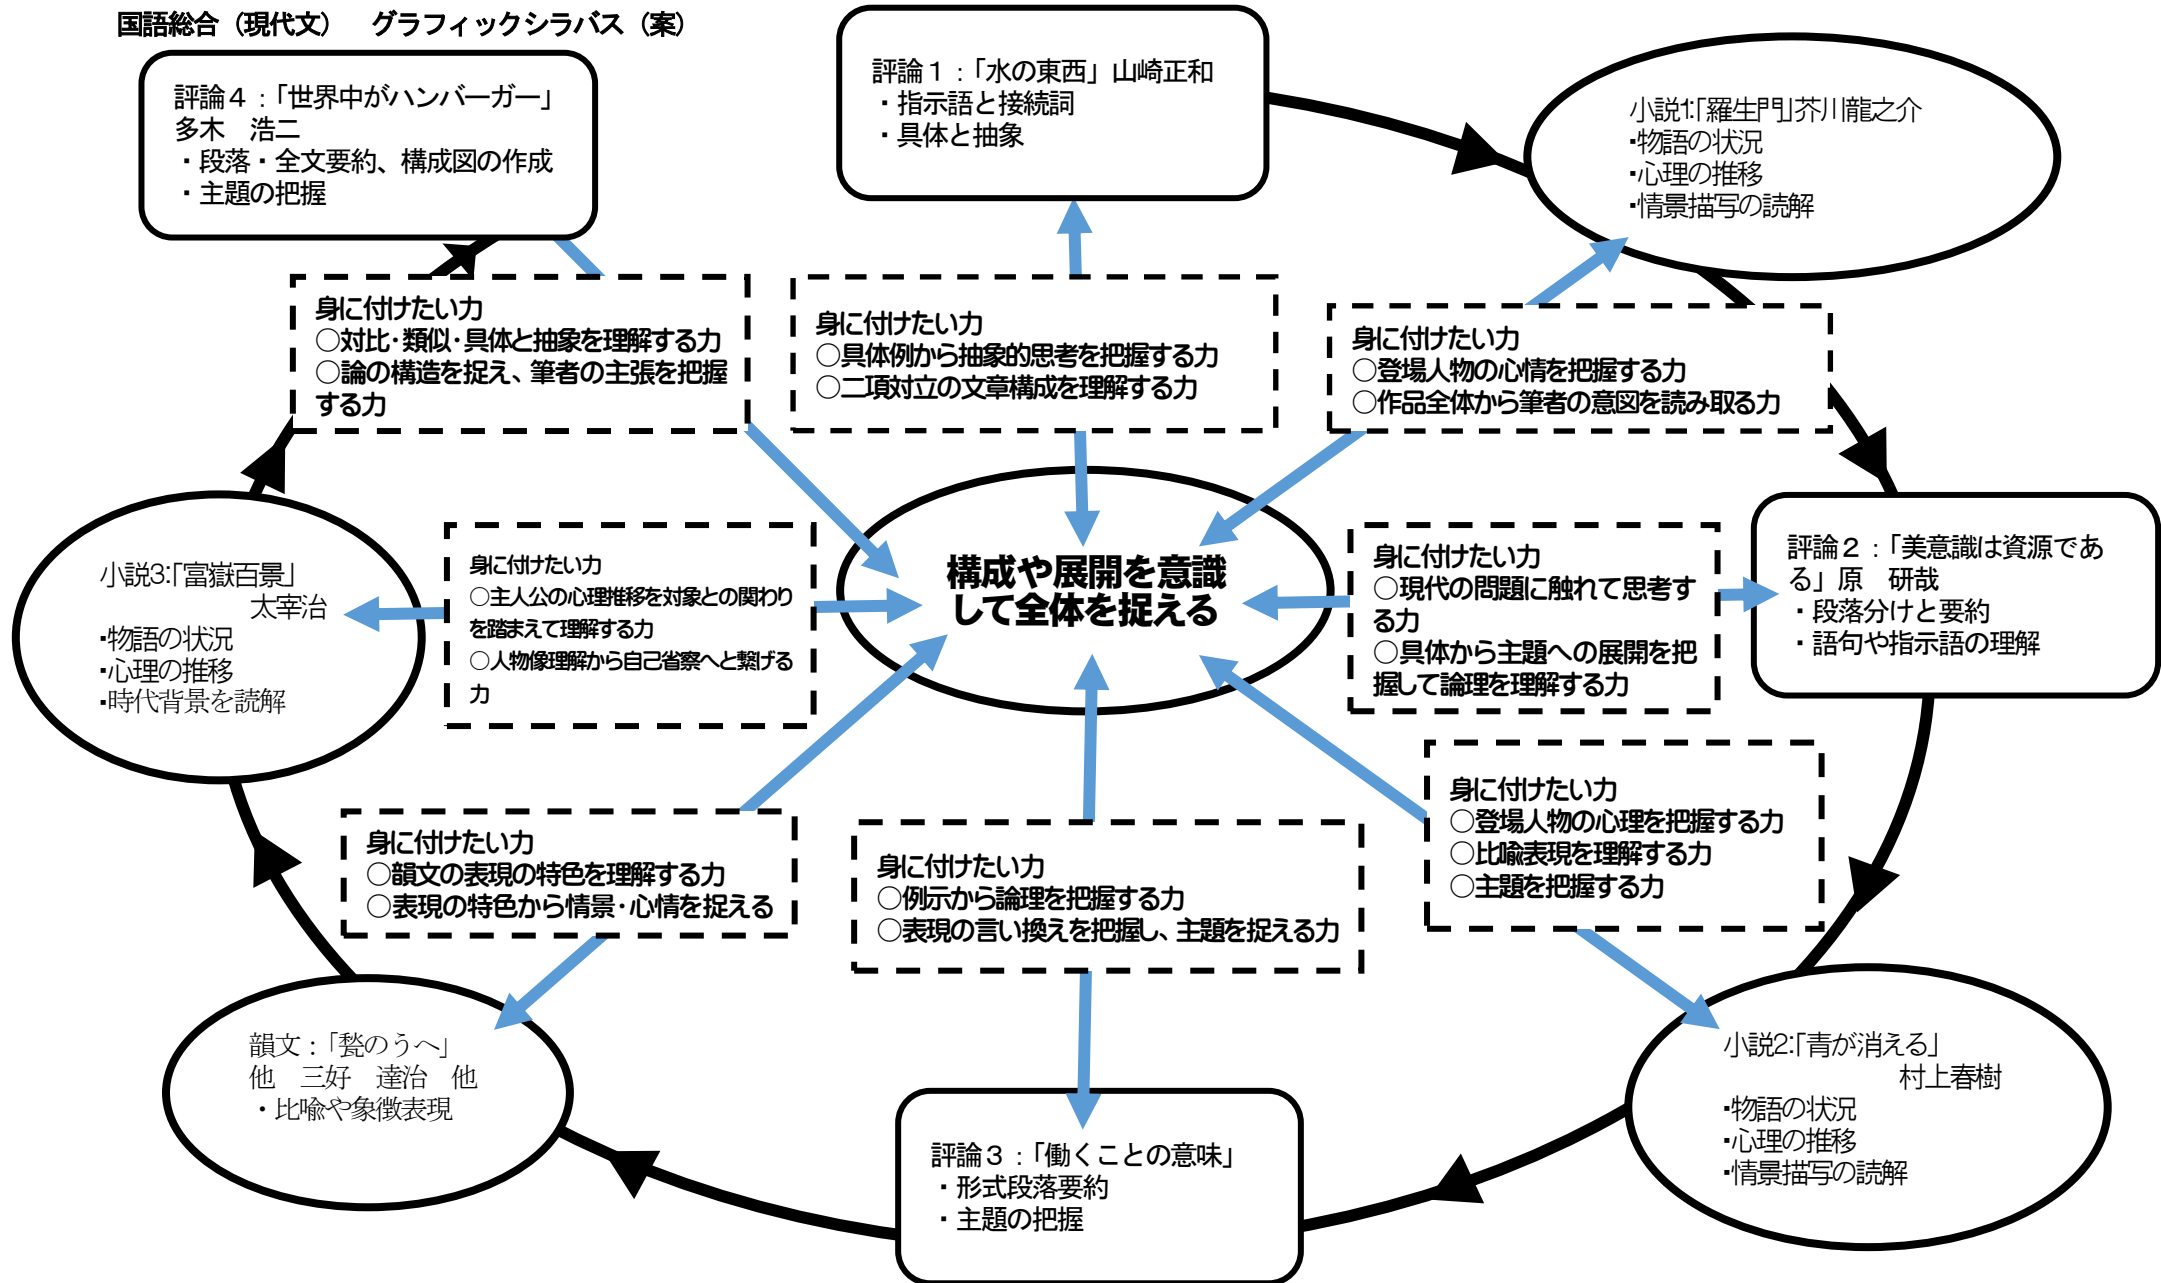 国語総合（現代文）　グラフィックシラバス（案）
評論１：「水の東西」山崎正和
・指示語と接続詞
・具体と抽象
身に付けたい力
○具体例から抽象的思考を把握する力
○二項対立の文章構成を理解する力
小説1:「羅生門」芥川龍之介
・物語の状況
・心理の推移
・情景描写の読解
身に付けたい力
○登場人物の心情を把握する力
○作品全体から筆者の意図を読み取る力
評論２：「美意識は資源であ
る」原　研哉
・段落分けと要約
・語句や指示語の理解
身に付けたい力
○現代の問題に触れて思考す
る力
○具体から主題への展開を把
握して論理を理解する力
小説2:「青が消える」
村上春樹
・物語の状況
・心理の推移
・情景描写の読解
身に付けたい力
○登場人物の心理を把握する力
○比喩表現を理解する力
○主題を把握する力
評論３：「働くことの意味」
・形式段落要約
・主題の把握
身に付けたい力
○例示から論理を把握する力
○表現の言い換えを把握し、主題を捉える力
韻文：「甃のうへ」
他　三好　達治　他
・比喩や象徴表現
身に付けたい力
○韻文の表現の特色を理解する力
○表現の特色から情景・心情を捉える
小説3:「富嶽百景」
太宰治
・物語の状況
・心理の推移
・時代背景を読解
身に付けたい力
○主人公の心理推移を対象との関わり
を踏まえて理解する力
○人物像理解から自己省察へと繋げる
力
評論４：「世界中がハンバーガー」
多木　浩二
・段落・全文要約、構成図の作成
・主題の把握
身に付けたい力
○対比・類似・具体と抽象を理解する力
○論の構造を捉え、筆者の主張を把握
する力
構成や展開を意識
して全体を捉える